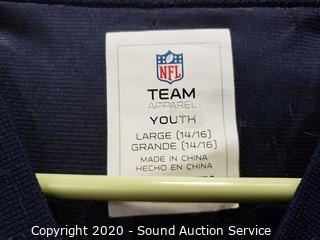 NFL
TEAM
APPAREL
YOUTH
LARGE (14/16)
GRANDE (14/16)
MADE IN CHINA
HECHO EN CHINA
Copyright 2020 - Sound Auction Service